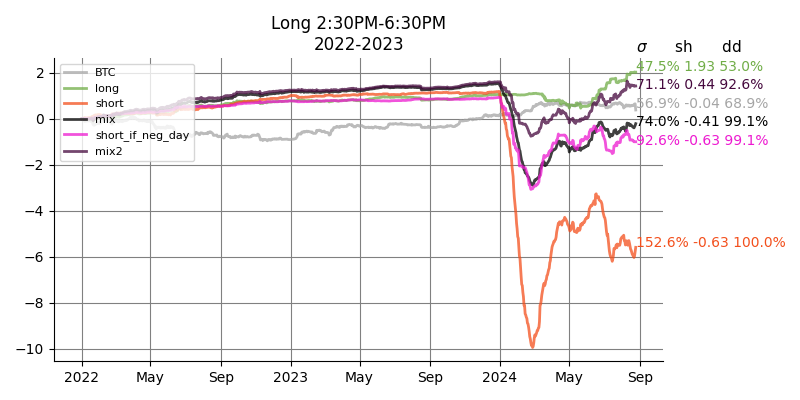 Long 2:30PM-6:30PM
2022-2023
σ sh dd
BTC
long
short
mix
short_if_neg_day
mix2
47.5% 1.93 53.0%
71.1% 0.44 92.6%
56.9% -0.04 68.9%
74.0% -0.41 99.1%
92.6% -0.63 99.1%
152.6% -0.63 100.0%
2
0
−2
−4
−6
−8
−10
2022 May Sep 2023 May Sep 2024 May Sep